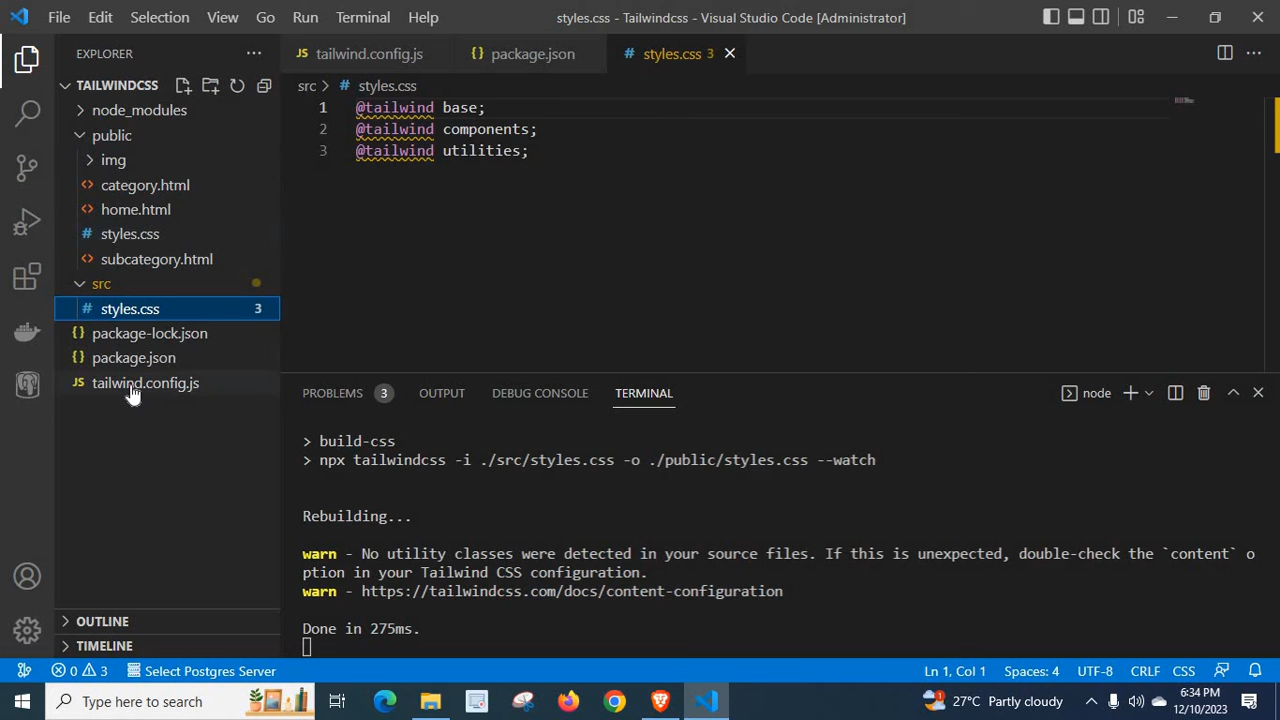 File Edit Selection View Go Run Terminal Help styles.css - Tailwindcss - Visual Studio Code [Administrator]
EXPLORER
TAILWINDCSS
node_modules
public
img
category.html
home.html
styles.css
subcategory.html
src
styles.css 3
package-lock.json
package.json
tailwind.config.js
OUTLINE
TIMELINE
tailwind.config.js package.json styles.css 3
src > styles.css
1 @tailwind base;
2 @tailwind components;
3 @tailwind utilities;
PROBLEMS 3 OUTPUT DEBUG CONSOLE TERMINAL node
> build-css
> npx tailwindcss -i ./src/styles.css -o ./public/styles.css --watch
Rebuilding...
warn - No utility classes were detected in your source files. If this is unexpected, double-check the `content` o
ption in your Tailwind CSS configuration.
warn - https://tailwindcss.com/docs/content-configuration
Done in 275ms.
0 3 Select Postgres Server Ln 1, Col 1 Spaces: 4 UTF-8 CRLF CSS
Type here to search 27°C Partly cloudy 6:34 PM
12/10/2023